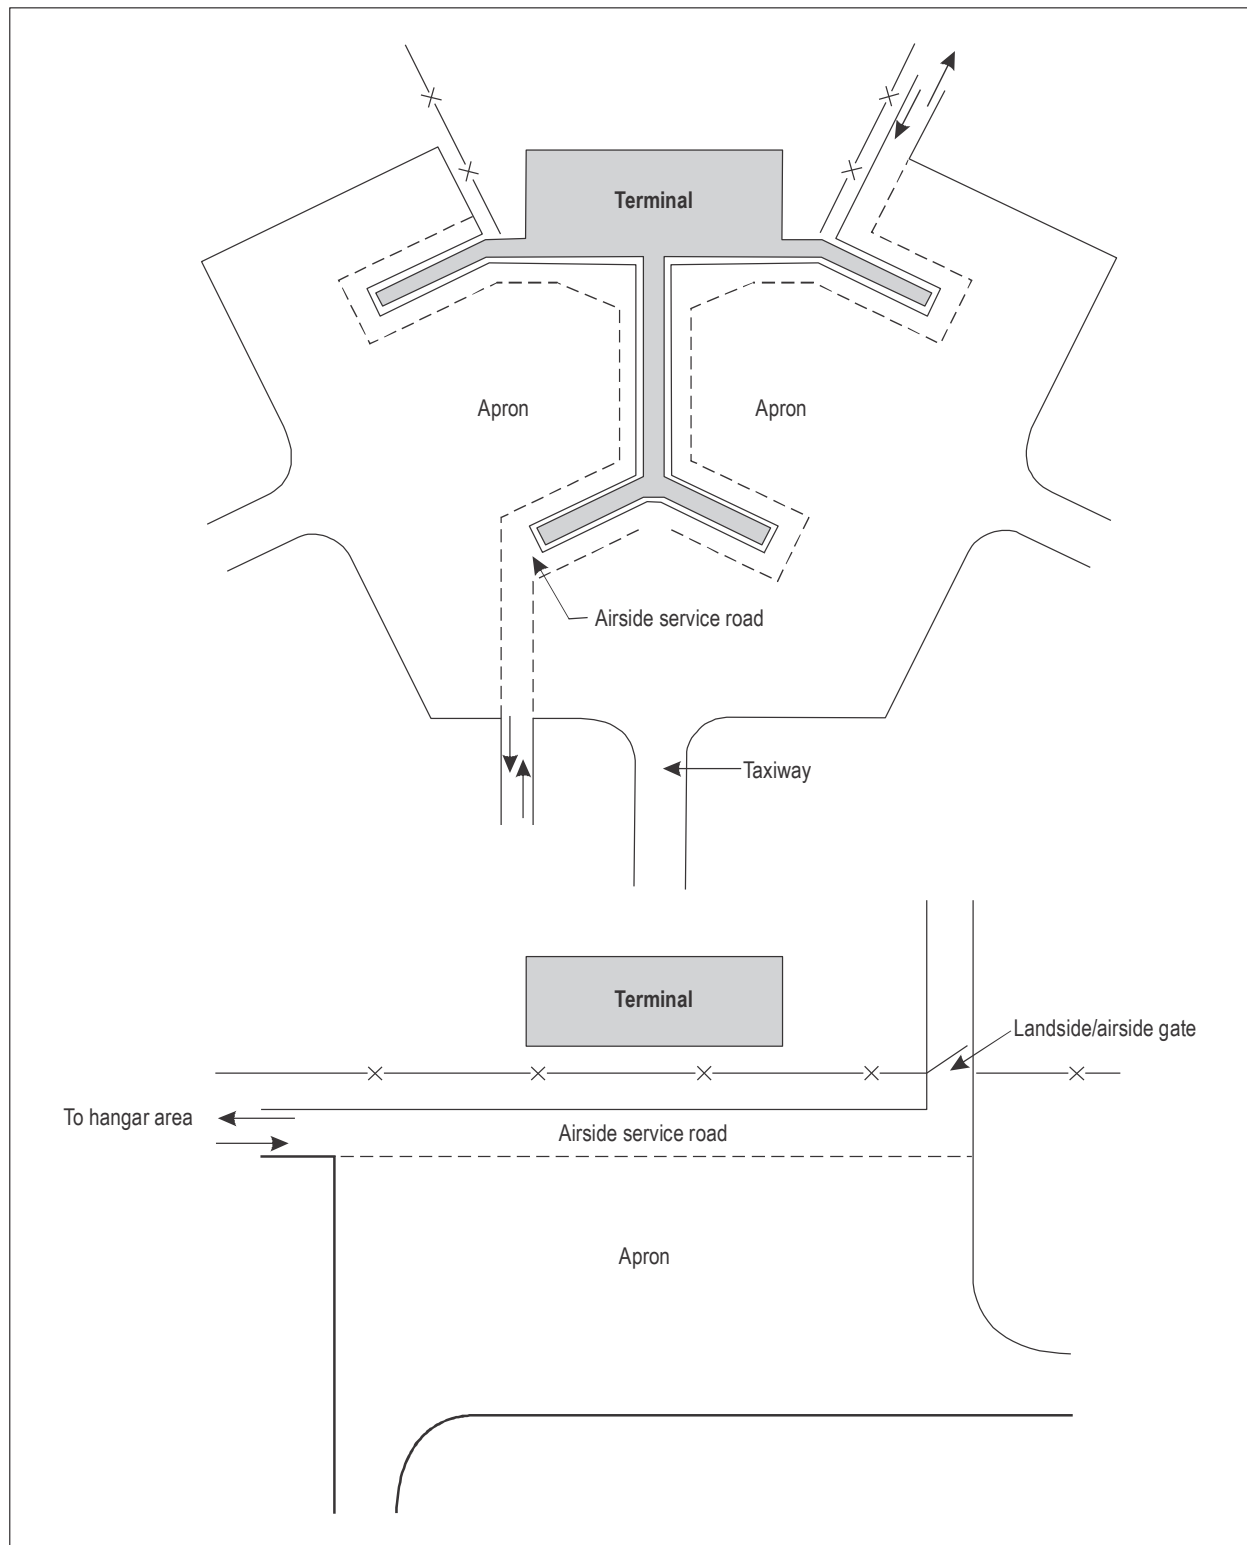 Terminal
Apron
Apron
Airside service road
Taxiway
Terminal
Landside/airside gate
To hangar area
Airside service road
Apron